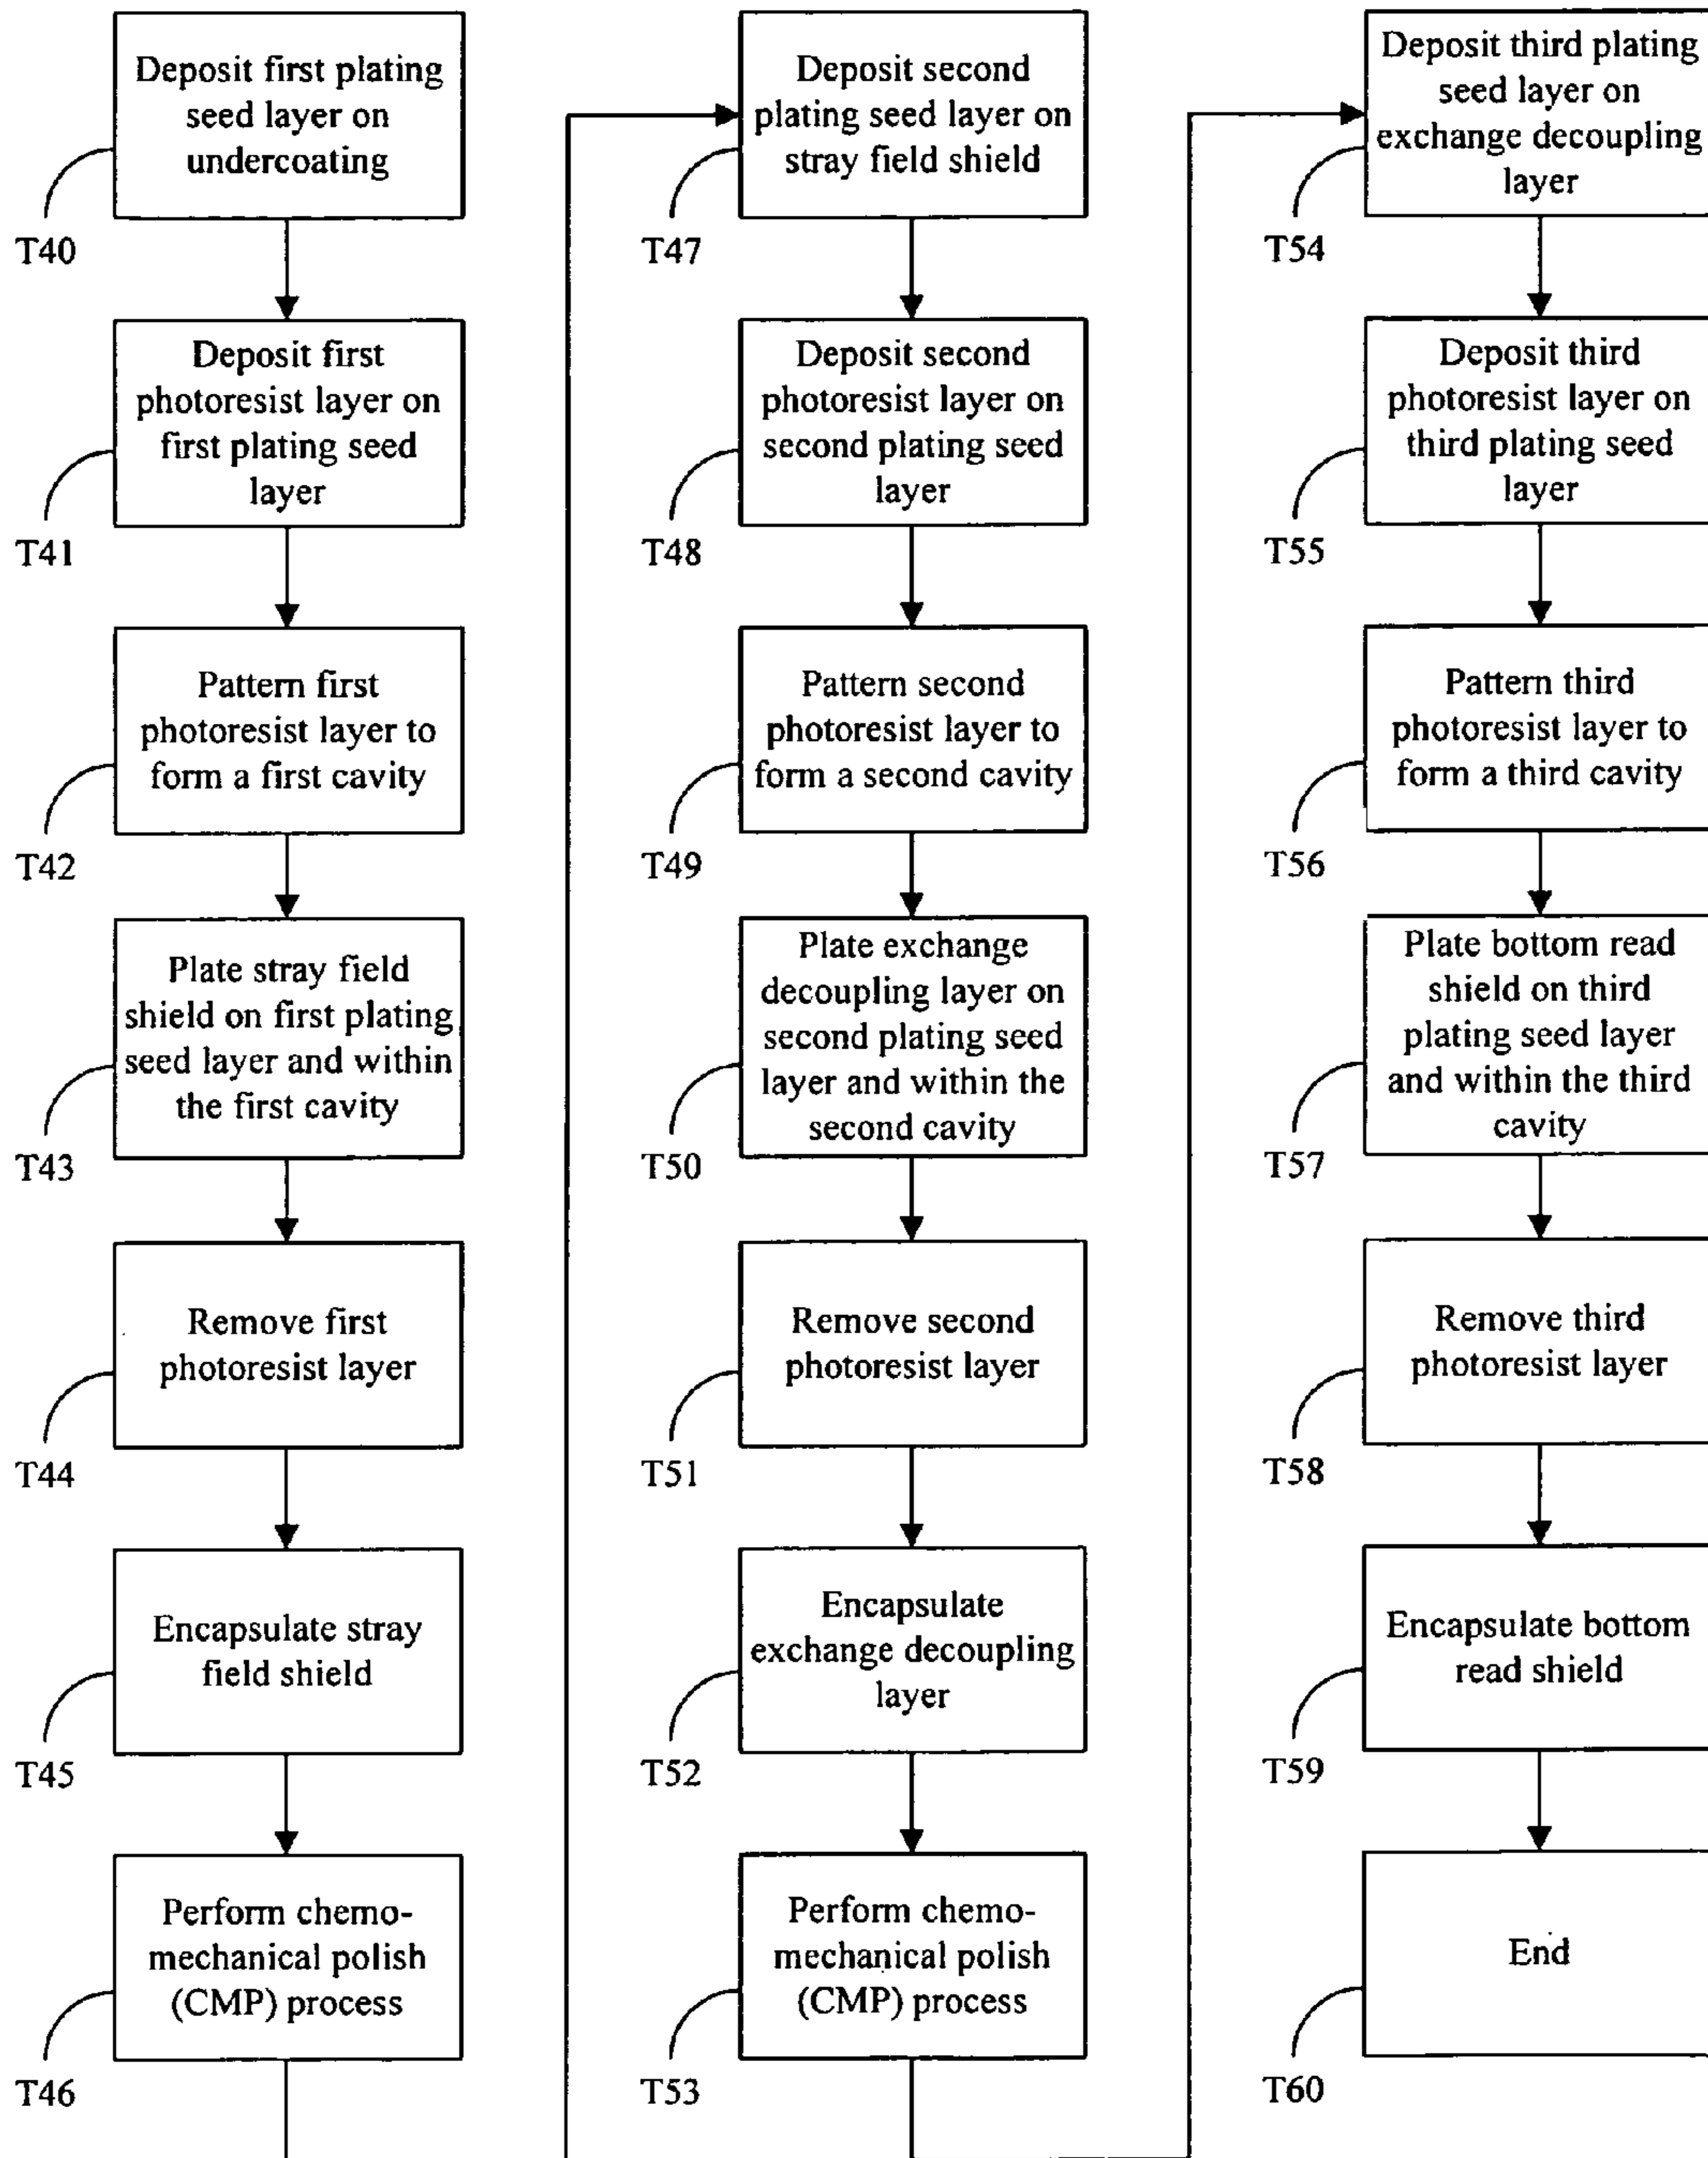 Deposit first plating
seed layer on
undercoating
T40
Deposit first
photoresist layer on
first plating seed
layer
T41
Pattern first
photoresist layer to
form a first cavity
T42
Plate stray field
shield on first plating
seed layer and within
the first cavity
T43
Remove first
photoresist layer
T44
Encapsulate stray
field shield
T45
Perform chemo-
mechanical polish
(CMP) process
T46
Deposit second
plating seed layer on
stray field shield
T47
Deposit second
photoresist layer on
second plating seed
layer
T48
Pattern second
photoresist layer to
form a second cavity
T49
Plate exchange
decoupling layer on
second plating seed
layer and within the
second cavity
T50
Remove second
photoresist layer
T51
Encapsulate
exchange decoupling
layer
T52
Perform chemo-
mechanical polish
(CMP) process
T53
Deposit third plating
seed layer on
exchange decoupling
layer
T54
Deposit third
photoresist layer on
third plating seed
layer
T55
Pattern third
photoresist layer to
form a third cavity
T56
Plate bottom read
shield on third
plating seed layer
and within the third
cavity
T57
Remove third
photoresist layer
T58
Encapsulate bottom
read shield
T59
End
T60